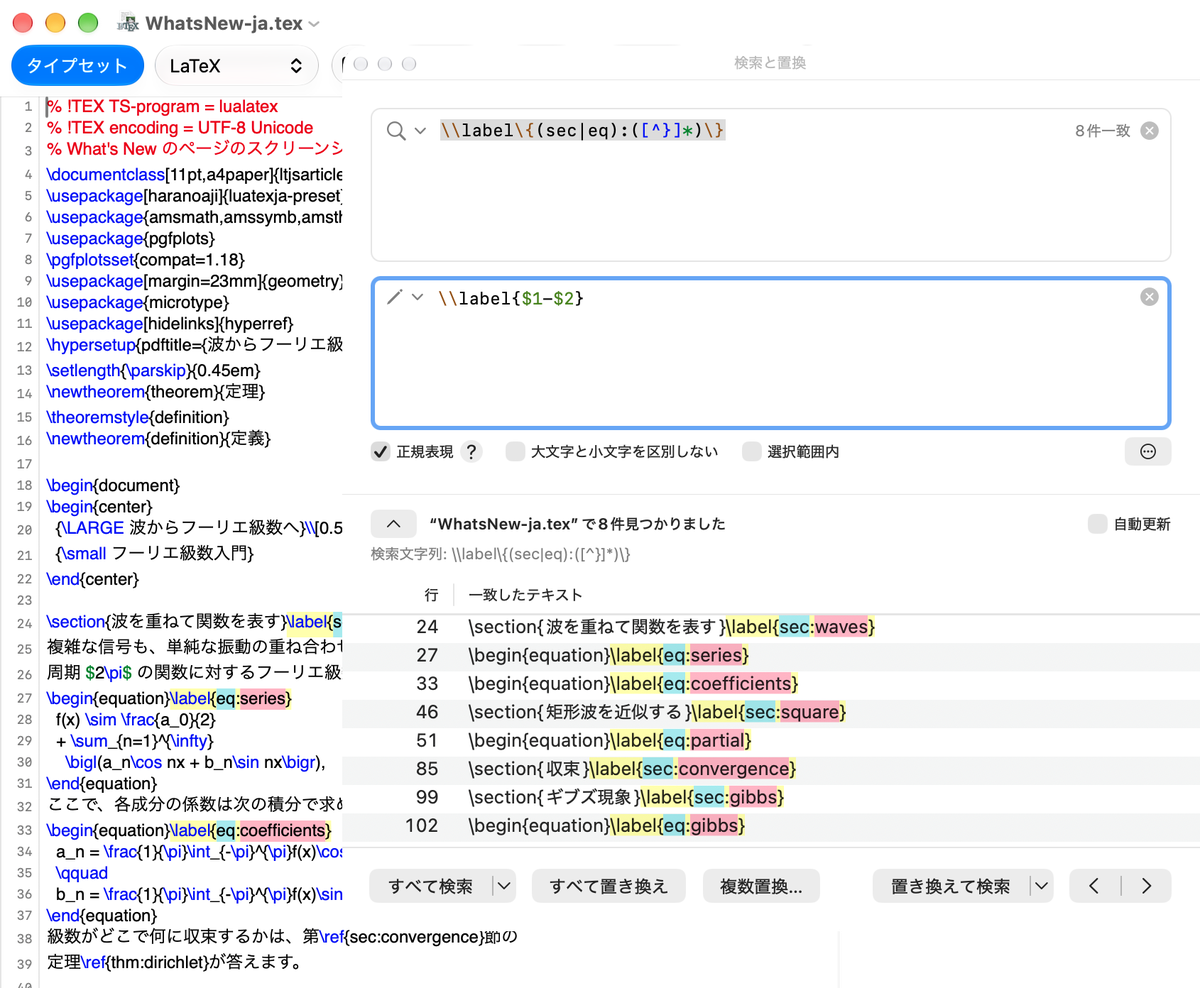 WhatsNew-ja.tex
タイプセット
LaTeX
検索と置換
1 % !TEX TS-program = lualatex
2 % !TEX encoding = UTF-8 Unicode
3 % What's New のページのスクリーンシ
4 \documentclass[11pt,a4paper]{ltjsarticle
5 \usepackage[haranoaji]{luatexja-preset}
6 \usepackage{amsmath,amssymb,amsth
7 \usepackage{pgfplots}
8 \pgfplotsset{compat=1.18}
9 \usepackage[margin=23mm]{geometry}
10 \usepackage{microtype}
11 \usepackage[hidelinks]{hyperref}
12 \hypersetup{pdftitle={波からフーリエ級
13 \setlength{\parskip}{0.45em}
14 \newtheorem{theorem}{定理}
15 \theoremstyle{definition}
16 \newtheorem{definition}{定義}
17
18 \begin{document}
19 \begin{center}
20 {\LARGE 波からフーリエ級数へ}\\[0.5
21 {\small フーリエ級数入門}
22 \end{center}
23
24 \section{波を重ねて関数を表す}\label{s
25 複雑な信号も、単純な振動の重ね合わせ
26 周期 $2\pi$ の関数に対するフーリエ級
27 \begin{equation}\label{eq:series}
28 f(x) \sim \frac{a_0}{2}
29 + \sum_{n=1}^{\infty}
30 \bigl(a_n\cos nx + b_n\sin nx\bigr),
31 \end{equation}
32 ここで、各成分の係数は次の積分で求め
33 \begin{equation}\label{eq:coefficients}
34 a_n = \frac{1}{\pi}\int_{-\pi}^{\pi}f(x)\cos
35 \qquad
36 b_n = \frac{1}{\pi}\int_{-\pi}^{\pi}f(x)\sin
37 \end{equation}
38 級数がどこで何に収束するかは、第\ref{sec:convergence}節の
39 定理\ref{thm:dirichlet}が答えます。
40
\\label\{(sec|eq):([^}]*)\}
8件一致
\\label{$1-$2}
正規表現 ? 大文字と小文字を区別しない 選択範囲内
“WhatsNew-ja.tex” で 8 件見つかりました
自動更新
検索文字列: \\label\{(sec|eq):([^}]*)\}
行 一致したテキスト
24 \section{波を重ねて関数を表す}\label{sec:waves}
27 \begin{equation}\label{eq:series}
33 \begin{equation}\label{eq:coefficients}
46 \section{矩形波を近似する}\label{sec:square}
51 \begin{equation}\label{eq:partial}
85 \section{収束}\label{sec:convergence}
99 \section{ギブズ現象}\label{sec:gibbs}
102 \begin{equation}\label{eq:gibbs}
すべて検索 すべて置き換え 複数置換... 置き換えて検索